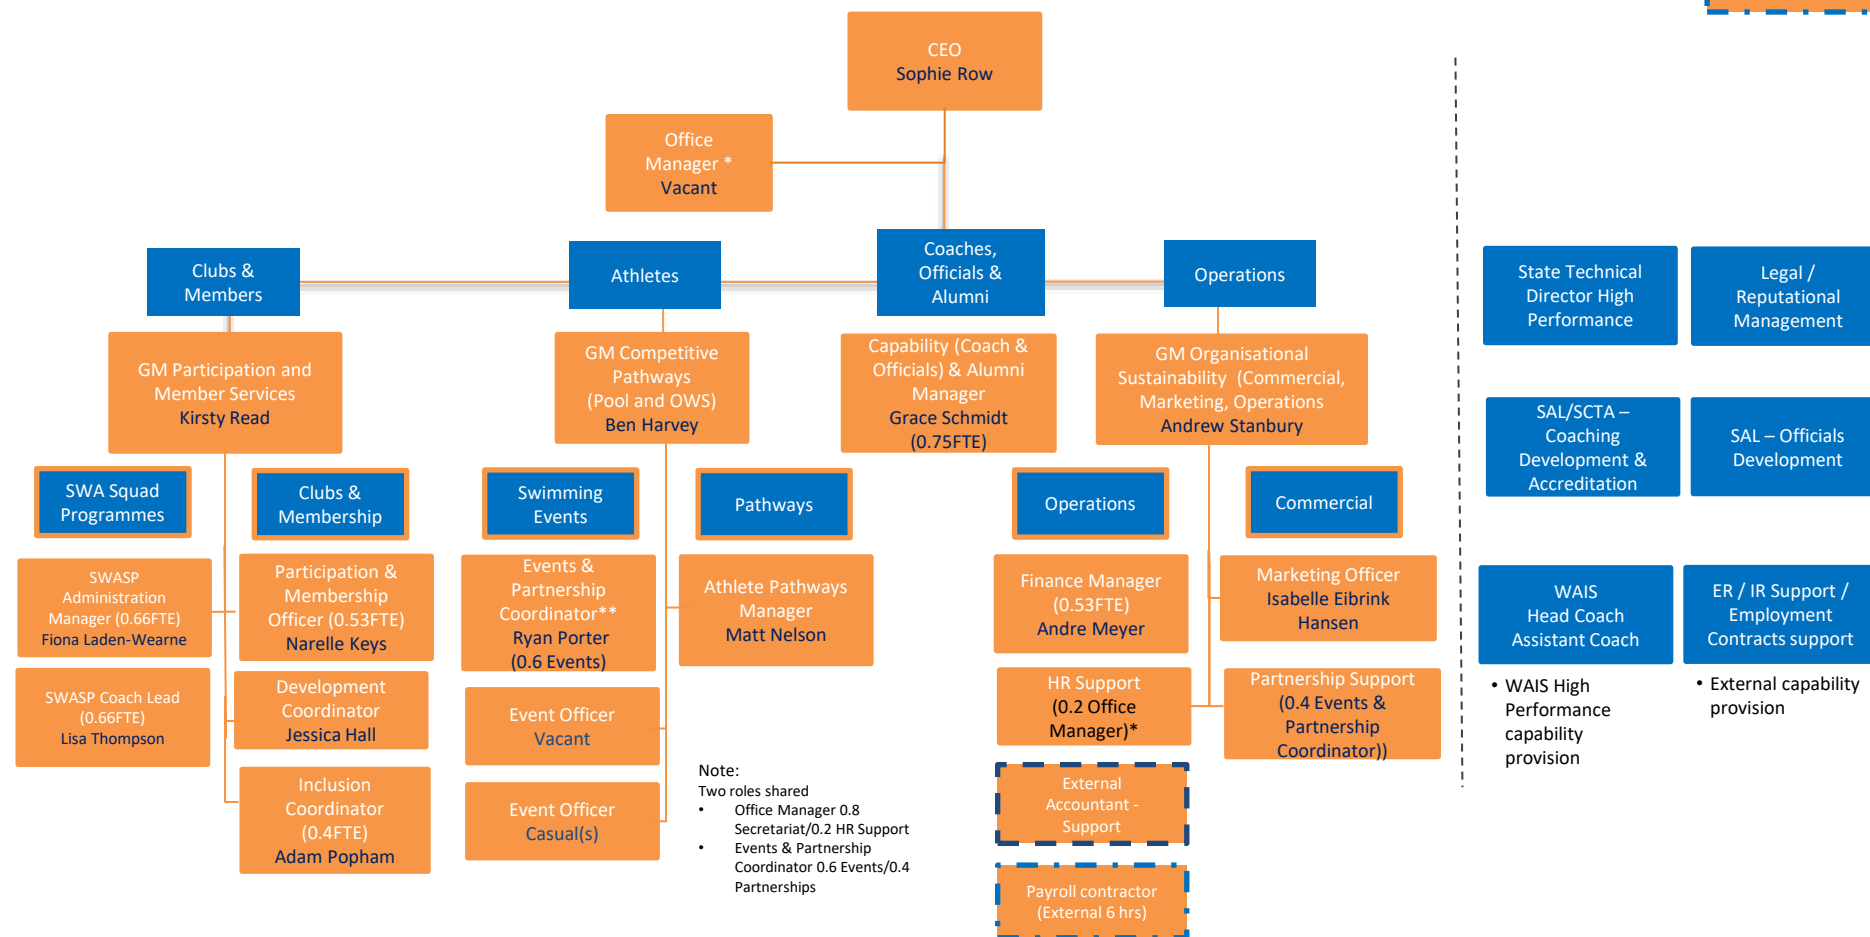 CEO
Sophie Row
Office
Manager *
Vacant
Clubs &
Members
Athletes
Coaches,
Officials &
Alumni
Operations
GM Participation and
Member Services
Kirsty Read
GM Competitive
Pathways
(Pool and OWS)
Ben Harvey
Capability (Coach &
Officials) & Alumni
Manager
Grace Schmidt
(0.75FTE)
GM Organisational
Sustainability  (Commercial,
Marketing, Operations
Andrew Stanbury
SWA Squad
Programmes
Clubs &
Membership
Swimming
Events
Pathways
Operations
Commercial
SWASP
Administration
Manager (0.66FTE)
Fiona Laden-Wearne
Participation &
Membership
Officer (0.53FTE)
Narelle Keys
Events &
Partnership
Coordinator**
Ryan Porter
(0.6 Events)
Athlete Pathways
Manager
Matt Nelson
Finance Manager
(0.53FTE)
Andre Meyer
Marketing Officer
Isabelle Eibrink
Hansen
SWASP Coach Lead
(0.66FTE)
Lisa Thompson
Development
Coordinator
Jessica Hall
Event Officer
Vacant
HR Support
(0.2 Office
Manager)*
Partnership Support
(0.4 Events &
Partnership
Coordinator))
Inclusion
Coordinator
(0.4FTE)
Adam Popham
Event Officer
Casual(s)
Note:
Two roles shared
• Office Manager 0.8
Secretariat/0.2 HR Support
• Events & Partnership
Coordinator 0.6 Events/0.4
Partnerships
External
Accountant -
Support
Payroll contractor
(External 6 hrs)
State Technical
Director High
Performance
Legal /
Reputational
Management
SAL/SCTA –
Coaching
Development &
Accreditation
SAL – Officials
Development
WAIS
Head Coach
Assistant Coach
ER / IR Support /
Employment
Contracts support
• WAIS High
Performance
capability
provision
• External capability
provision